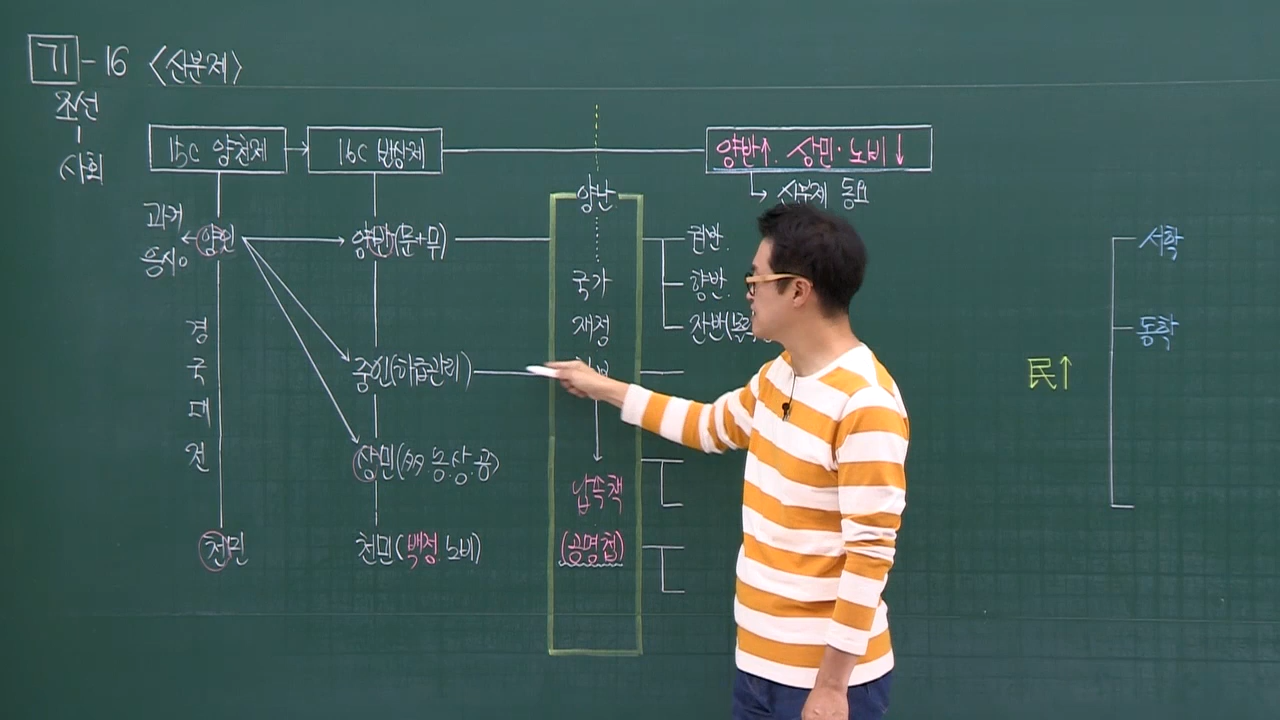 기-16 <신분제>
조선
사회
15C 양천제
16C 반상제
양반↑. 상민·노비↓
↳ 신분제 동요
과거
응시○
양인
양반(문+무)
양난
권반.
향반.
잔반(
서학
국가
재정
동학
民↑
경
국
대
전
중인(하급관리)
상민(농.상.공)
납속책
(공명첩)
천민
천민(백정.노비)